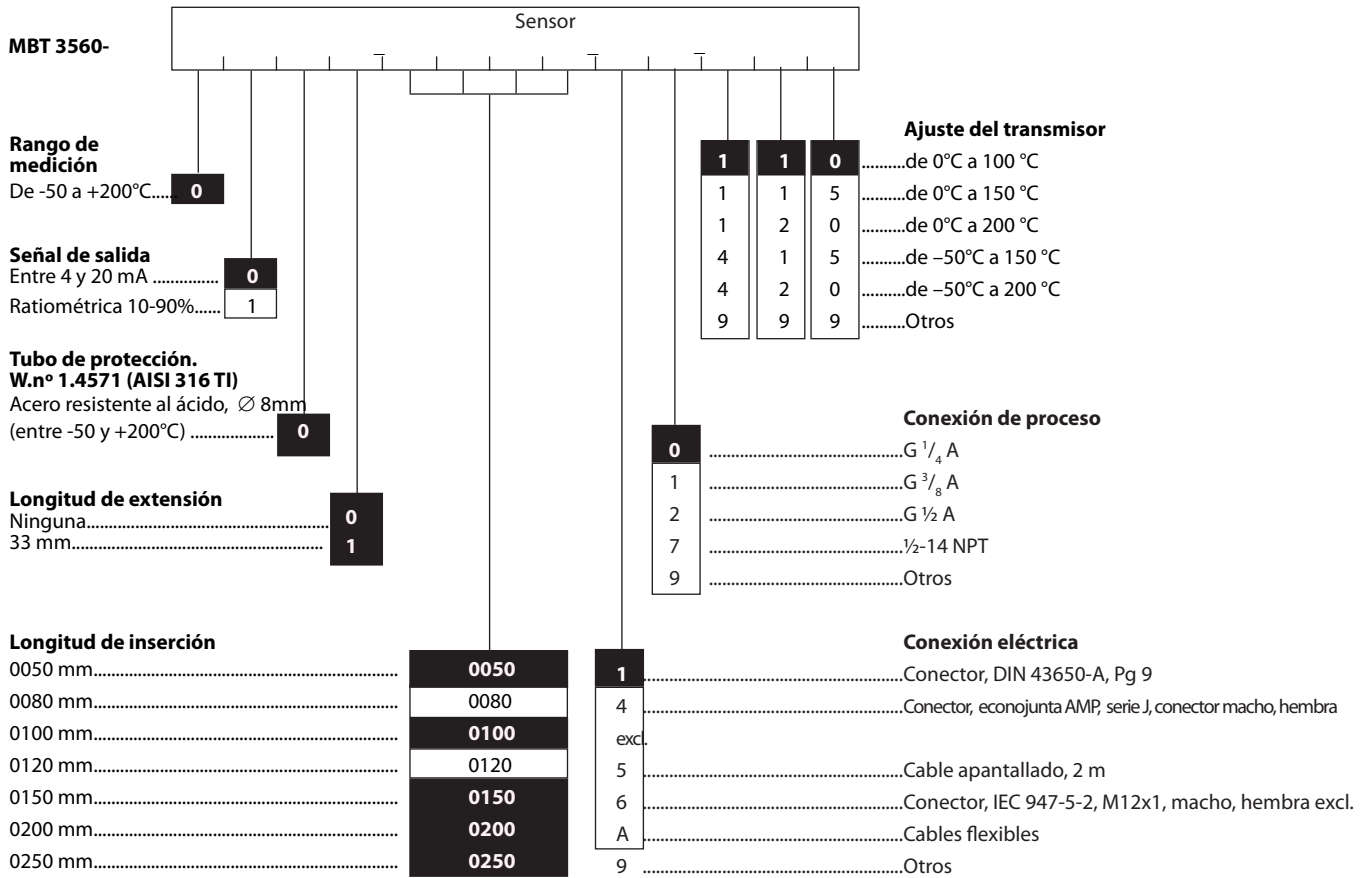 Sensor
MBT 3560-
– – –
Rango de
medición
De -50 a +200°C...... 0
Señal de salida
Entre 4 y 20 mA ............... 0
Ratiométrica 10-90%...... 1
Tubo de protección.
W.nº 1.4571 (AISI 316 TI)
Acero resistente al ácido, ∅ 8mm
(entre -50 y +200°C) ................... 0
Longitud de extensión
Ninguna....................................................... 0
33 mm......................................................... 1
Longitud de inserción
0050 mm..................................................................... 0050
0080 mm..................................................................... 0080
0100 mm..................................................................... 0100
0120 mm..................................................................... 0120
0150 mm..................................................................... 0150
0200 mm..................................................................... 0200
0250 mm..................................................................... 0250
Ajuste del transmisor
1 1 0 ..........de 0°C a 100 °C
1 1 5 ..........de 0°C a 150 °C
1 2 0 ..........de 0°C a 200 °C
4 1 5 ..........de –50°C a 150 °C
4 2 0 ..........de –50°C a 200 °C
9 9 9 ..........Otros
Conexión de proceso
0 ............................................G 1/4 A
1 ............................................G 3/8 A
2 ............................................G ½ A
7 ............................................½-14 NPT
9 ............................................Otros
Conexión eléctrica
1 ...........................................................Conector, DIN 43650-A, Pg 9
4 ...........................................................Conector, econojunta AMP, serie J, conector macho, hembra
excl.
5 ...........................................................Cable apantallado, 2 m
6 ...........................................................Conector, IEC 947-5-2, M12x1, macho, hembra excl.
A ...........................................................Cables flexibles
9 ...........................................................Otros